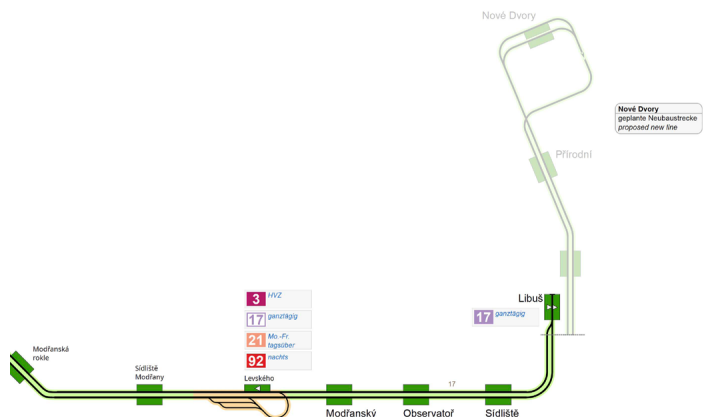 Nové Dvory
Nové Dvory
geplante Neubaustrecke
proposed new line
Přírodní
Libuš
3 HVZ
17 ganztägig
21 Mo.-Fr.
tagsüber
92 nachts
17 ganztägig
Modřanská
rokle
Sídliště
Modřany
Levského
17
Modřanský
Observatoř
Sídliště